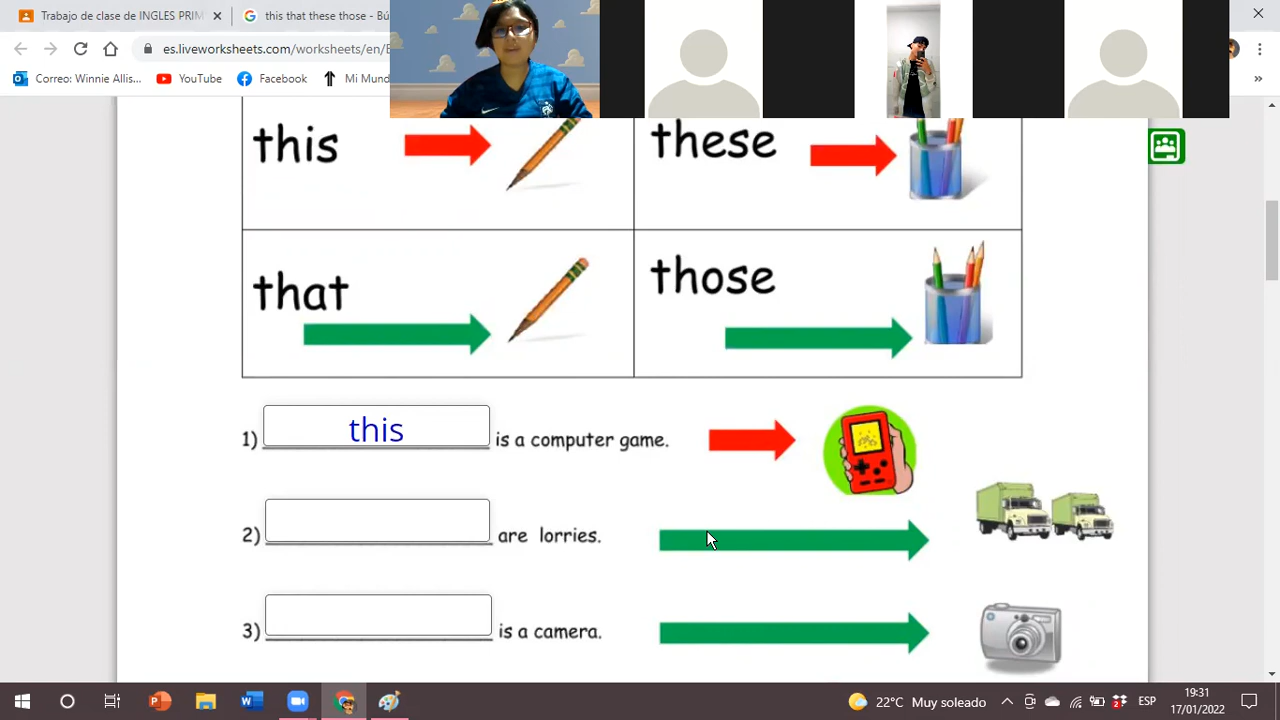 Trabajo de clase de INGLES PRIM
this that these those - Bú
es.liveworksheets.com/worksheets/en/E
Correo: Winnie Allis...
YouTube
Facebook
Mi Mund
this
these
that
those
1) this is a computer game.
2) are lorries.
3) is a camera.
22°C Muy soleado
ESP
19:31
17/01/2022